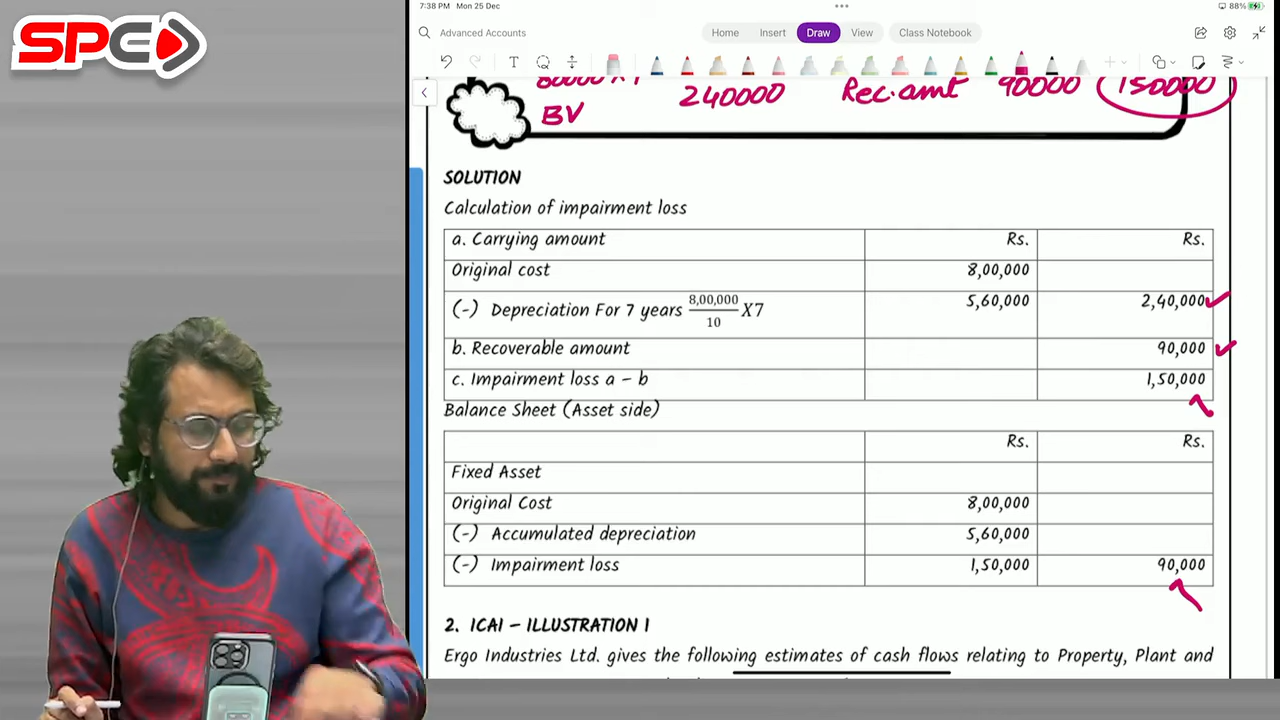 SPE
7:38 PM Mon 25 Dec
88%
Advanced Accounts
Home Insert Draw View Class Notebook
BV 240000 Rec. amt 90000 150000
SOLUTION
Calculation of impairment loss
a. Carrying amount Rs. Rs.
Original cost 8,00,000
(-) Depreciation For 7 years 8,00,000/10 X7 5,60,000 2,40,000
b. Recoverable amount 90,000
c. Impairment loss a – b 1,50,000
Balance Sheet (Asset side)
Rs. Rs.
Fixed Asset
Original Cost 8,00,000
(-) Accumulated depreciation 5,60,000
(-) Impairment loss 1,50,000 90,000
2. ICAI – ILLUSTRATION 1
Ergo Industries Ltd. gives the following estimates of cash flows relating to Property, Plant and